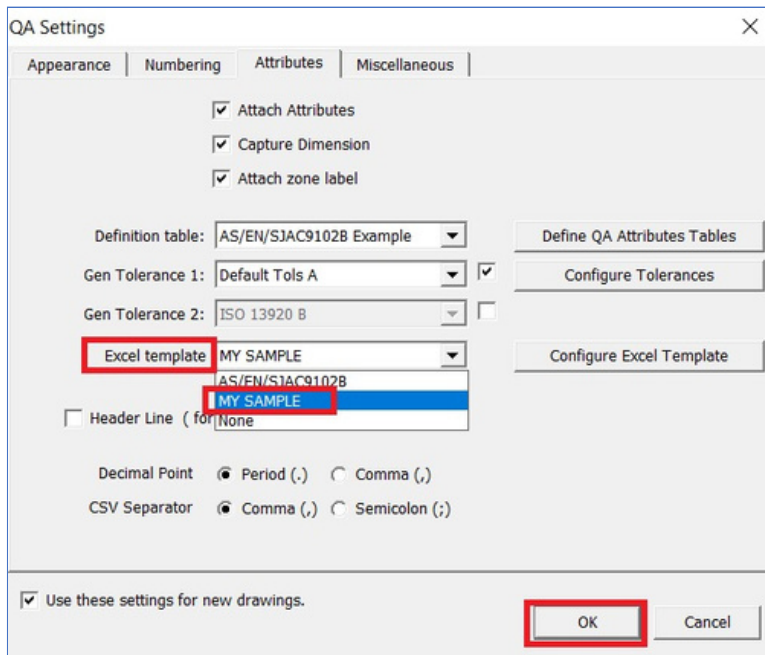 QA Settings
Appearance Numbering Attributes Miscellaneous
Attach Attributes
Capture Dimension
Attach zone label
Definition table: AS/EN/SJAC9102B Example Define QA Attributes Tables
Gen Tolerance 1: Default Tols A Configure Tolerances
Gen Tolerance 2: ISO 13920 B
Excel template MY SAMPLE Configure Excel Template
AS/EN/SJAC9102B
MY SAMPLE
Header Line ( for None
Decimal Point Period (.) Comma (,)
CSV Separator Comma (,) Semicolon (;)
Use these settings for new drawings.
OK Cancel